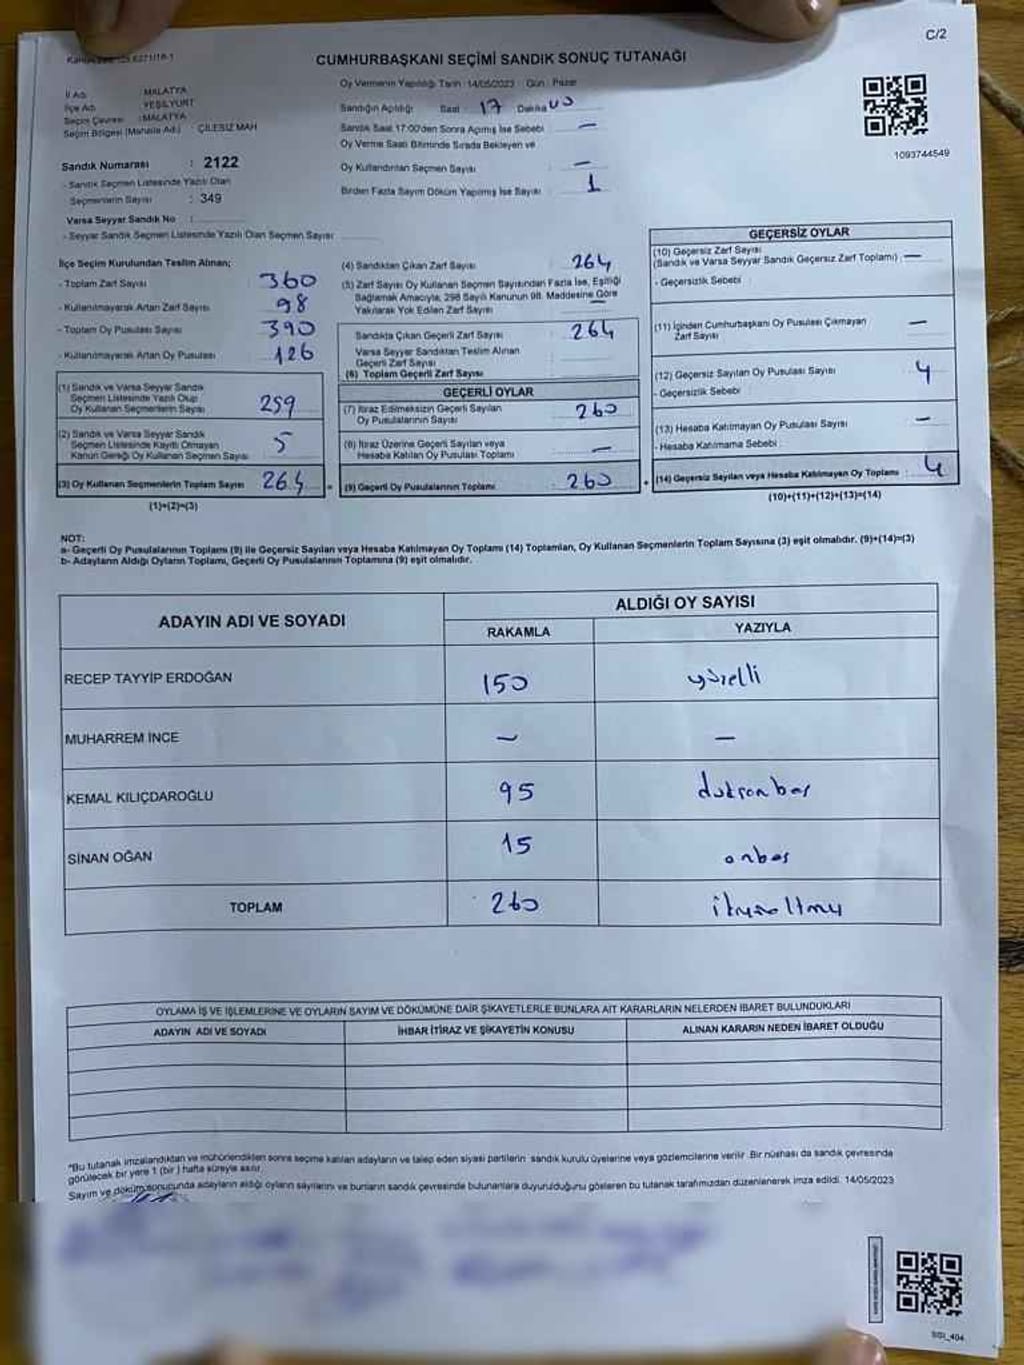 C/2
CUMHURBAŞKANI SEÇİMİ SANDIK SONUÇ TUTANAĞI
Oy Vermenin Yapıldığı Tarih : 14/05/2023 Gün : Pazar
İl Adı : MALATYA
İlçe Adı : YEŞİLYURT
Seçim Çevresi : MALATYA
Seçim Bölgesi (Mahalle Ad.) : ÇİLESİZ MAH
Sandık Numarası : 2122
- Sandık Seçmen Listesinde Yazılı Olan
Seçmenlerin Sayısı : 349
Varsa Seyyar Sandık No :
- Seyyar Sandık Seçmen Listesinde Yazılı Olan Seçmen Sayısı
Sandığın Açıldığı Saat : 17 Dakika 00
Sandık Saat 17:00'den Sonra Açılmış İse Sebebi : —
Oy Verme Saati Bitiminde Sırada Bekleyen ve
Oy Kullandırılan Seçmen Sayısı : —
Birden Fazla Sayım Döküm Yapılmış İse Sayısı : 1
1093744549
İlçe Seçim Kurulundan Teslim Alınan;
- Toplam Zarf Sayısı : 360
- Kullanılmayarak Artan Zarf Sayısı : 98
- Toplam Oy Pusulası Sayısı : 390
- Kullanılmayarak Artan Oy Pusulası : 126
(1) Sandık ve Varsa Seyyar Sandık
Seçmen Listesinde Yazılı Olup
Oy Kullanan Seçmenlerin Sayısı : 259
(2) Sandık ve Varsa Seyyar Sandık
Seçmen Listesinde Kayıtlı Olmayan
Kanun Gereği Oy Kullanan Seçmen Sayısı : 5
(3) Oy Kullanan Seçmenlerin Toplam Sayısı : 264
(1)+(2)=(3)
(4) Sandıktan Çıkan Zarf Sayısı : 264
(5) Zarf Sayısı Oy Kullanan Seçmen Sayısından Fazla İse, Eşitliği
Sağlamak Amacıyla, 298 Sayılı Kanunun 98. Maddesine Göre
Yakılarak Yok Edilen Zarf Sayısı : —
Sandıkta Çıkan Geçerli Zarf Sayısı : 264
Varsa Seyyar Sandıktan Teslim Alınan
Geçerli Zarf Sayısı
(6) Toplam Geçerli Zarf Sayısı
GEÇERLİ OYLAR
(7) İtiraz Edilmeksizin Geçerli Sayılan
Oy Pusulalarının Sayısı : 260
(8) İtiraz Üzerine Geçerli Sayılan veya
Hesaba Katılan Oy Pusulası Toplamı : —
(9) Geçerli Oy Pusulalarının Toplamı : 260
GEÇERSİZ OYLAR
(10) Geçersiz Zarf Sayısı
(Sandık ve Varsa Seyyar Sandık Geçersiz Zarf Toplamı) : —
- Geçersizlik Sebebi :
(11) İçinden Cumhurbaşkanı Oy Pusulası Çıkmayan
Zarf Sayısı : —
(12) Geçersiz Sayılan Oy Pusulası Sayısı : 4
- Geçersizlik Sebebi :
(13) Hesaba Katılmayan Oy Pusulası Sayısı : —
- Hesaba Katılmama Sebebi :
(14) Geçersiz Sayılan veya Hesaba Katılmayan Oy Toplamı : 4
(10)+(11)+(12)+(13)=(14)
NOT:
a- Geçerli Oy Pusulalarının Toplamı (9) ile Geçersiz Sayılan veya Hesaba Katılmayan Oy Toplamı (14) Toplamları, Oy Kullanan Seçmenlerin Toplam Sayısına (3) eşit olmalıdır. (9)+(14)=(3)
b- Adayların Aldığı Oyların Toplamı, Geçerli Oy Pusulalarının Toplamına (9) eşit olmalıdır.
ADAYIN ADI VE SOYADI
ALDIĞI OY SAYISI
RAKAMLA YAZIYLA
RECEP TAYYİP ERDOĞAN 150 yüzelli
MUHARREM İNCE — —
KEMAL KILIÇDAROĞLU 95 doksanbeş
SİNAN OĞAN 15 onbeş
TOPLAM 260 ikiyüzaltmış
OYLAMA İŞ VE İŞLEMLERİNE VE OYLARIN SAYIM VE DÖKÜMÜNE DAİR ŞİKAYETLERLE BUNLARA AİT KARARLARIN NELERDEN İBARET BULUNDUKLARI
ADAYIN ADI VE SOYADI İHBAR İTİRAZ VE ŞİKAYETİN KONUSU ALINAN KARARIN NEDEN İBARET OLDUĞU
*Bu tutanak imzalandıktan ve mühürlendikten sonra seçime katılan adayların ve talep eden siyasi partilerin sandık kurulu üyelerine veya gözlemcilerine verilir. Bir nüshası da sandık çevresinde
görülecek bir yere 1 (bir) hafta süreyle asılır.
Sayım ve döküm sonucunda adayların aldığı oyların sayılarını ve bunların sandık çevresinde bulunanlara duyurulduğunu gösteren bu tutanak tarafımızdan düzenlenerek imza edildi. 14/05/2023
SGI_404